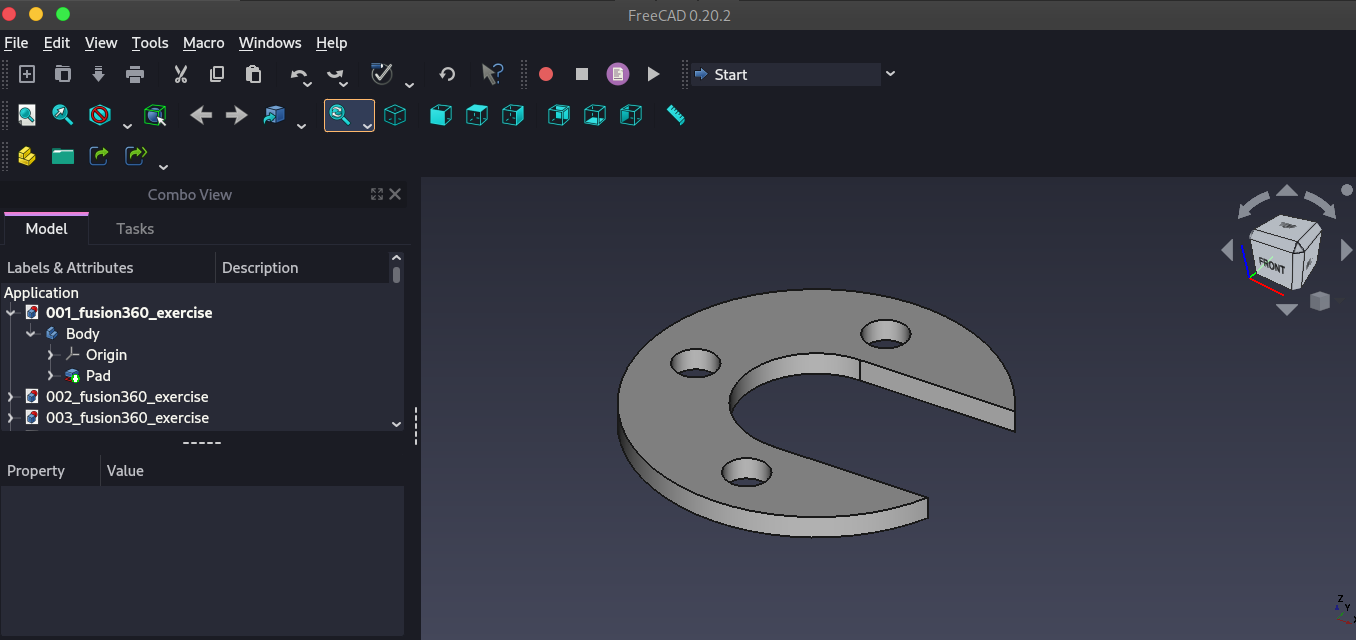 FreeCAD 0.20.2
File Edit View Tools Macro Windows Help
Start
Combo View
Model Tasks
Labels & Attributes Description
Application
001_fusion360_exercise
Body
Origin
Pad
002_fusion360_exercise
003_fusion360_exercise
Property Value
FRONT
Z
Y
X